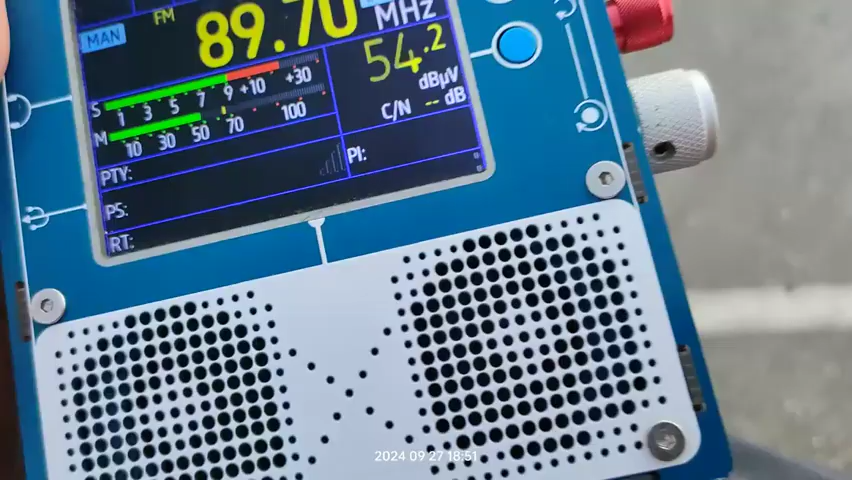 FM
MAN
89.70 MHz
54.2
dBµV
C/N -- dB
S
1 3 5 7 9 +10 +30
M
10 30 50 70 100
PTY:
PI:
PS:
RT:
2024 09 27 18:51